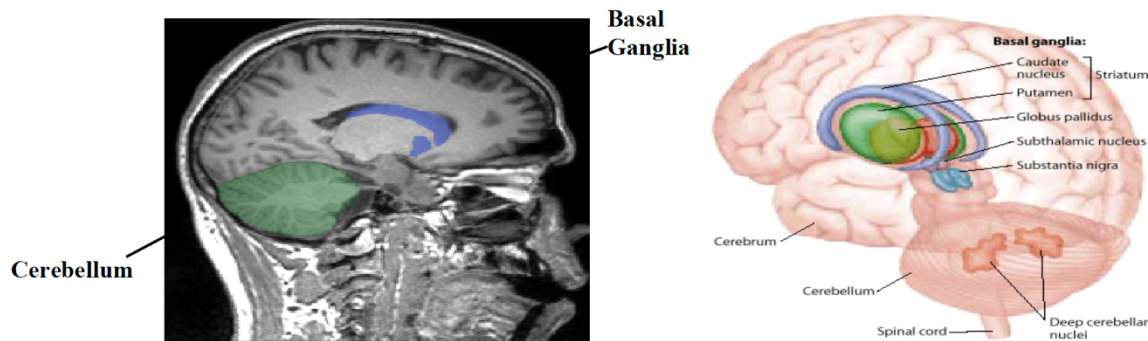 Basal
Ganglia
Cerebellum
Basal ganglia:
Caudate
nucleus
Striatum
Putamen
Globus pallidus
Subthalamic nucleus
Substantia nigra
Cerebrum
Cerebellum
Spinal cord
Deep cerebellar
nuclei